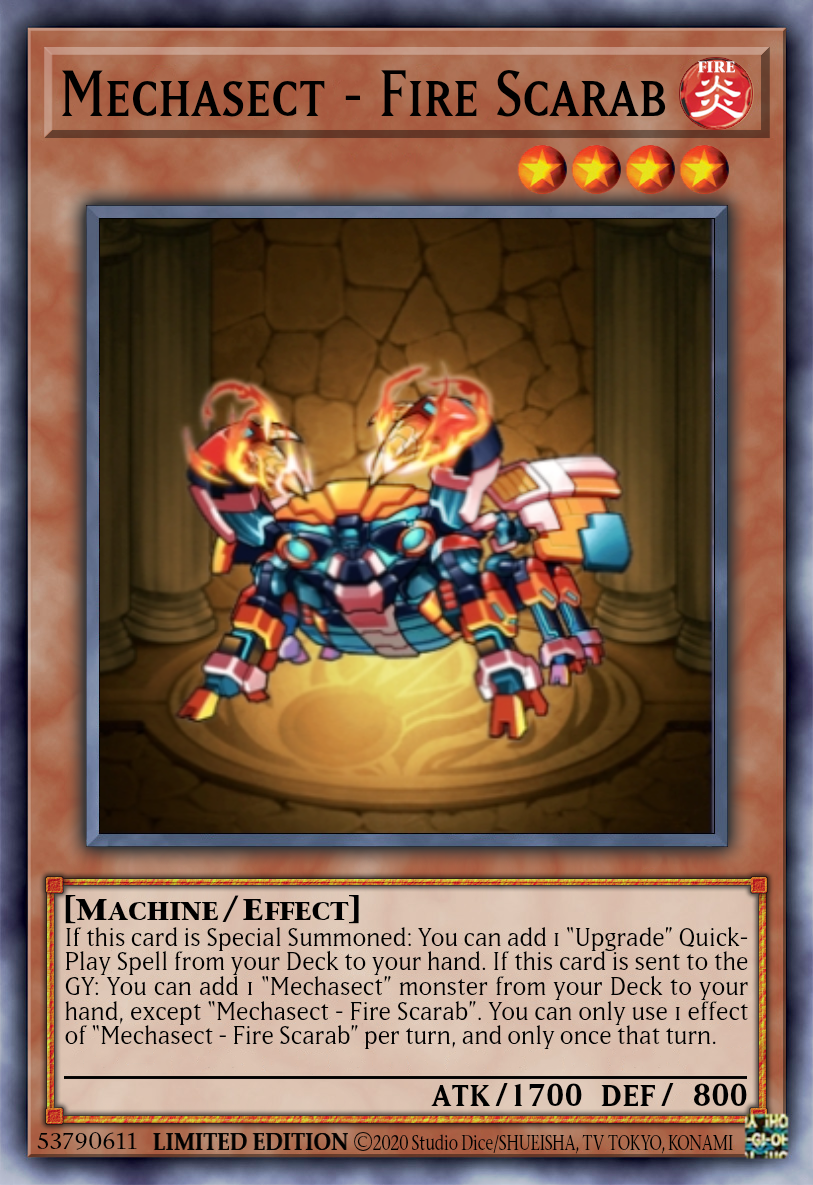 Mechasect - Fire Scarab
FIRE
炎
[Machine/Effect]
If this card is Special Summoned: You can add 1 “Upgrade” Quick-
Play Spell from your Deck to your hand. If this card is sent to the
GY: You can add 1 “Mechasect” monster from your Deck to your
hand, except “Mechasect - Fire Scarab”. You can only use 1 effect
of “Mechasect - Fire Scarab” per turn, and only once that turn.
ATK/1700 DEF/ 800
53790611 LIMITED EDITION ©2020 Studio Dice/SHUEISHA, TV TOKYO, KONAMI